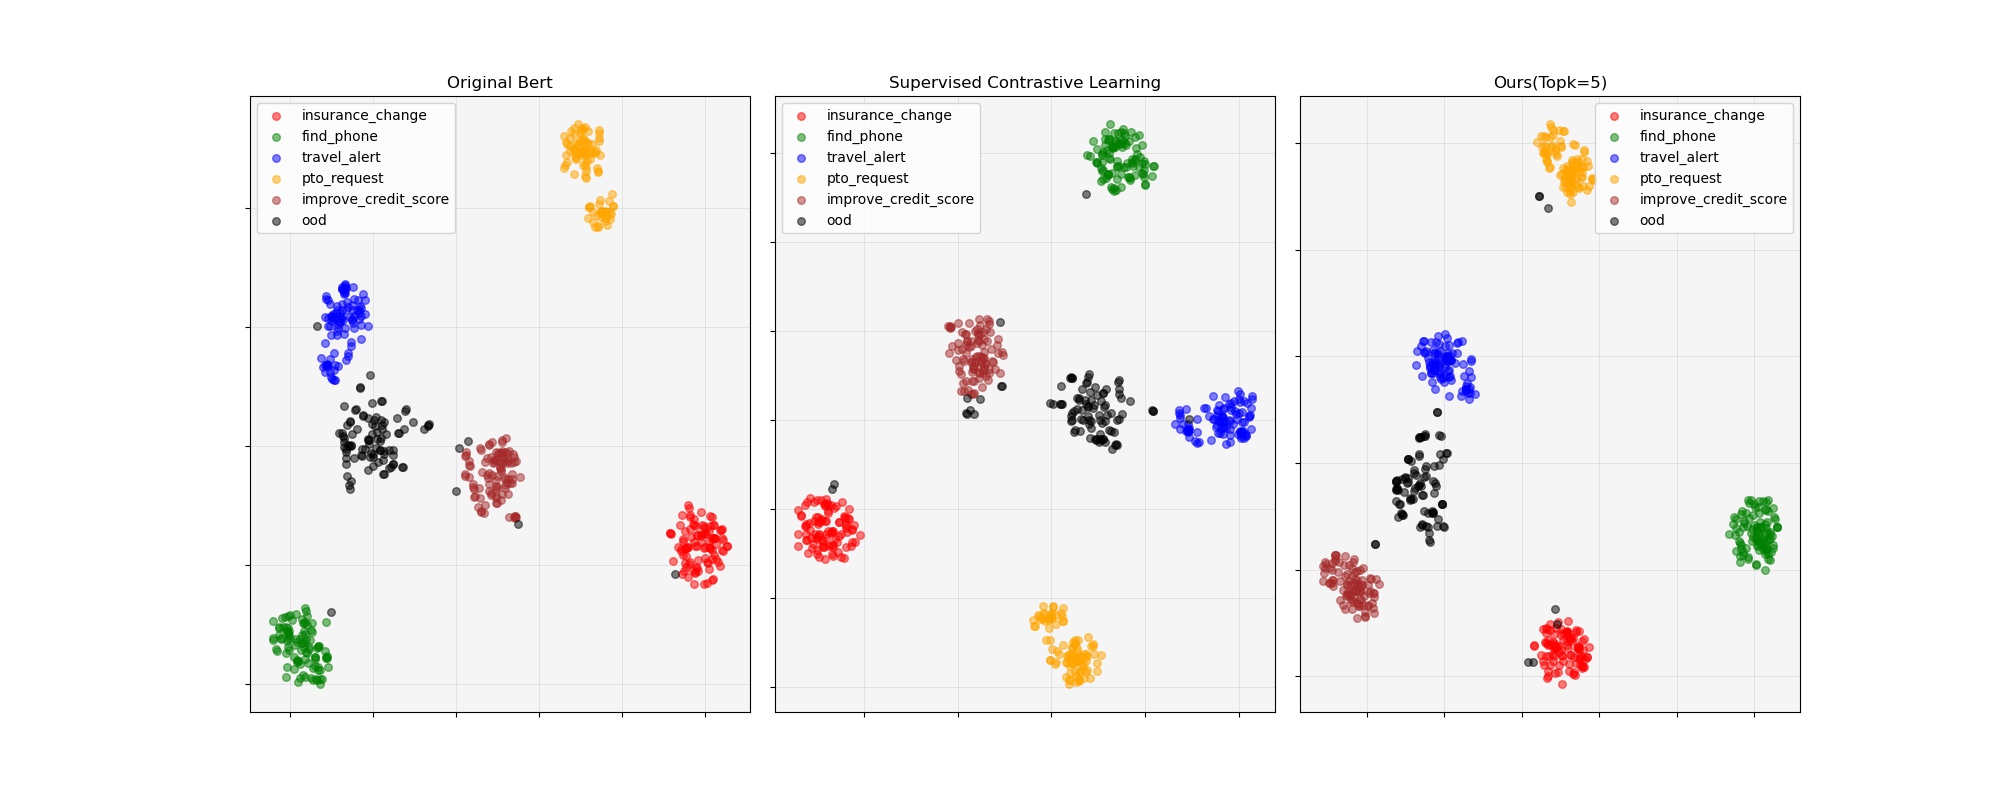 Original Bert
insurance_change
find_phone
travel_alert
pto_request
improve_credit_score
ood
Supervised Contrastive Learning
insurance_change
find_phone
travel_alert
pto_request
improve_credit_score
ood
Ours(Topk=5)
insurance_change
find_phone
travel_alert
pto_request
improve_credit_score
ood